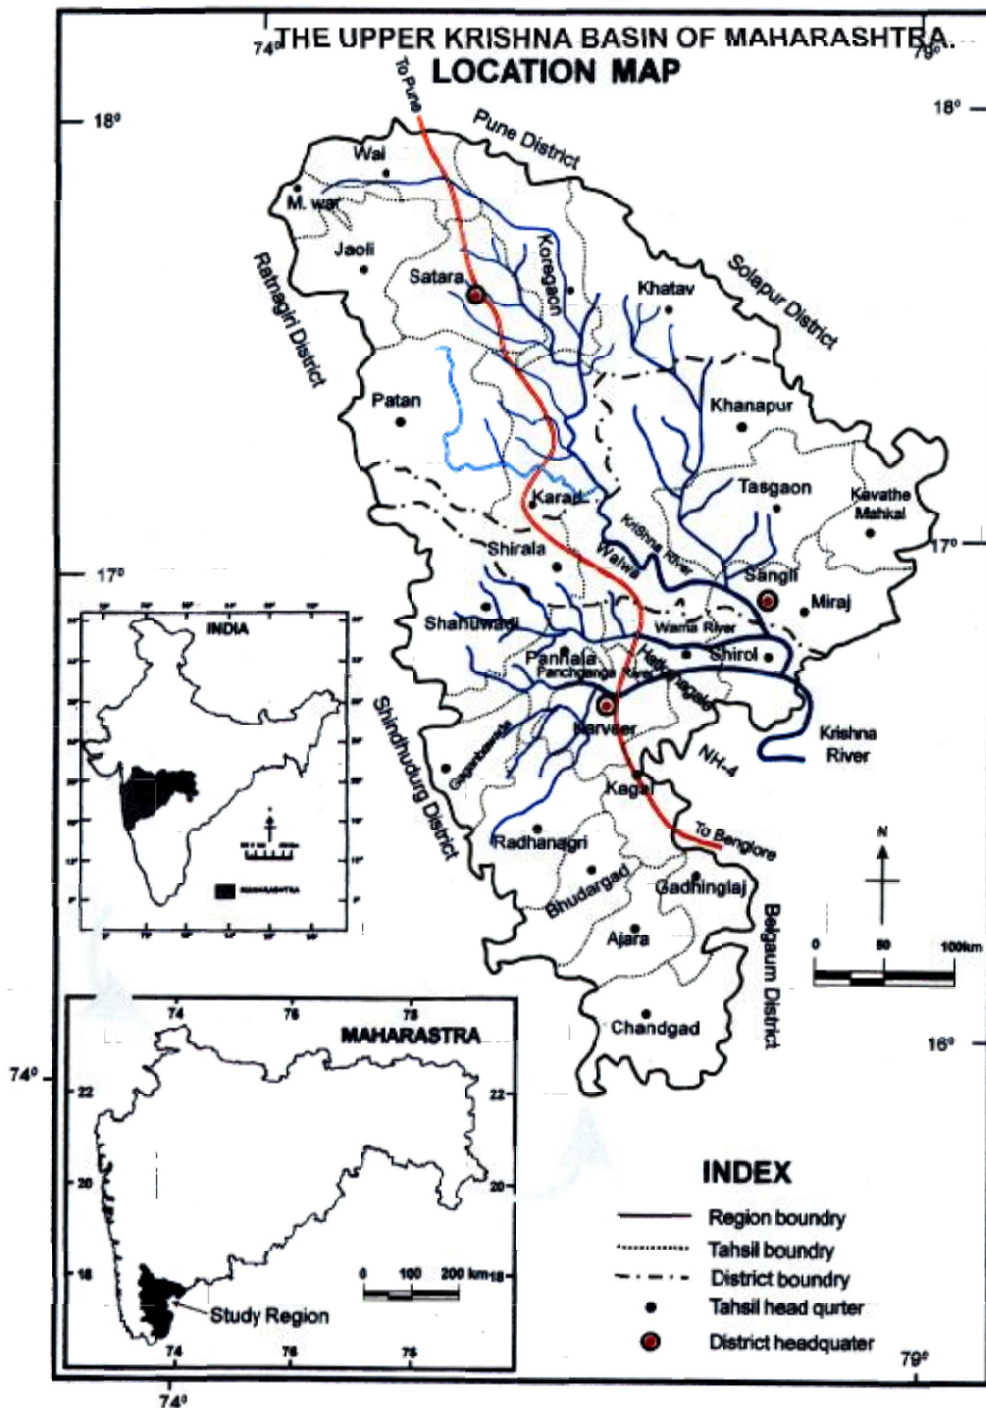 THE UPPER KRISHNA BASIN OF MAHARASHTRA.
LOCATION MAP
74°
79°
18°
18°
To Pune
Pune District
Wai
M. war
Jaoli
Satara
Koregaon
Khatav
Solapur District
Ratnagiri District
Patan
Khanapur
Karad
Tasgaon
Kavathe
Mahkal
17°
17°
Shirala
Walwa
Krishna River
Sangli
Miraj
Shahuwadi
Warna River
Panhala
Shirol
Panchganga River
Karveer
Krishna
River
Shindhudurg District
NH-4
Kagal
To Benglore
Radhanagri
Bhudargad
Gadhinglaj
Ajara
Belgaum District
Chandgad
N
0 50 100km
16°
74°
INDIA
MAHARASTRA
74 76 78
22
22
20
20
18
18
0 100 200 km
Study Region
74 76 78
INDEX
Region boundry
Tahsil boundry
District boundry
Tahsil head qurter
District headquater
74°
79°